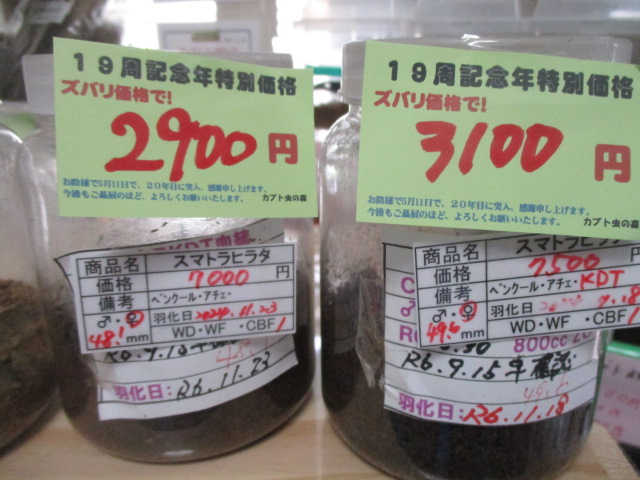 19周記念年特別価格
ズバリ価格で!
2900円
お陰様で5月11日で、20年目に突入、感謝申し上げます。
今後もご贔屓のほど、よろしくお願いいたします。
カブト虫の森
商品名 スマトラヒラタ
価格 7000円
備考 ベンクール・アチェ・
♂・♀ 羽化日 2024.11.23
48.1mm WD・WF・CBF1
羽化日: R6.11.23
19周記念年特別価格
ズバリ価格で!
3100円
お陰様で5月11日で、20年目に突入、感謝申し上げます。
今後もご贔屓のほど、よろしくお願いいたします。
カブト虫の森
商品名 スマトラヒラタ
価格 7500円
備考 ベンクール・アチェ・KDT
♂・♀ 羽化日
49.6mm WD・WF・CBF1
800cc
R6.9.15
羽化日: R6.11.18